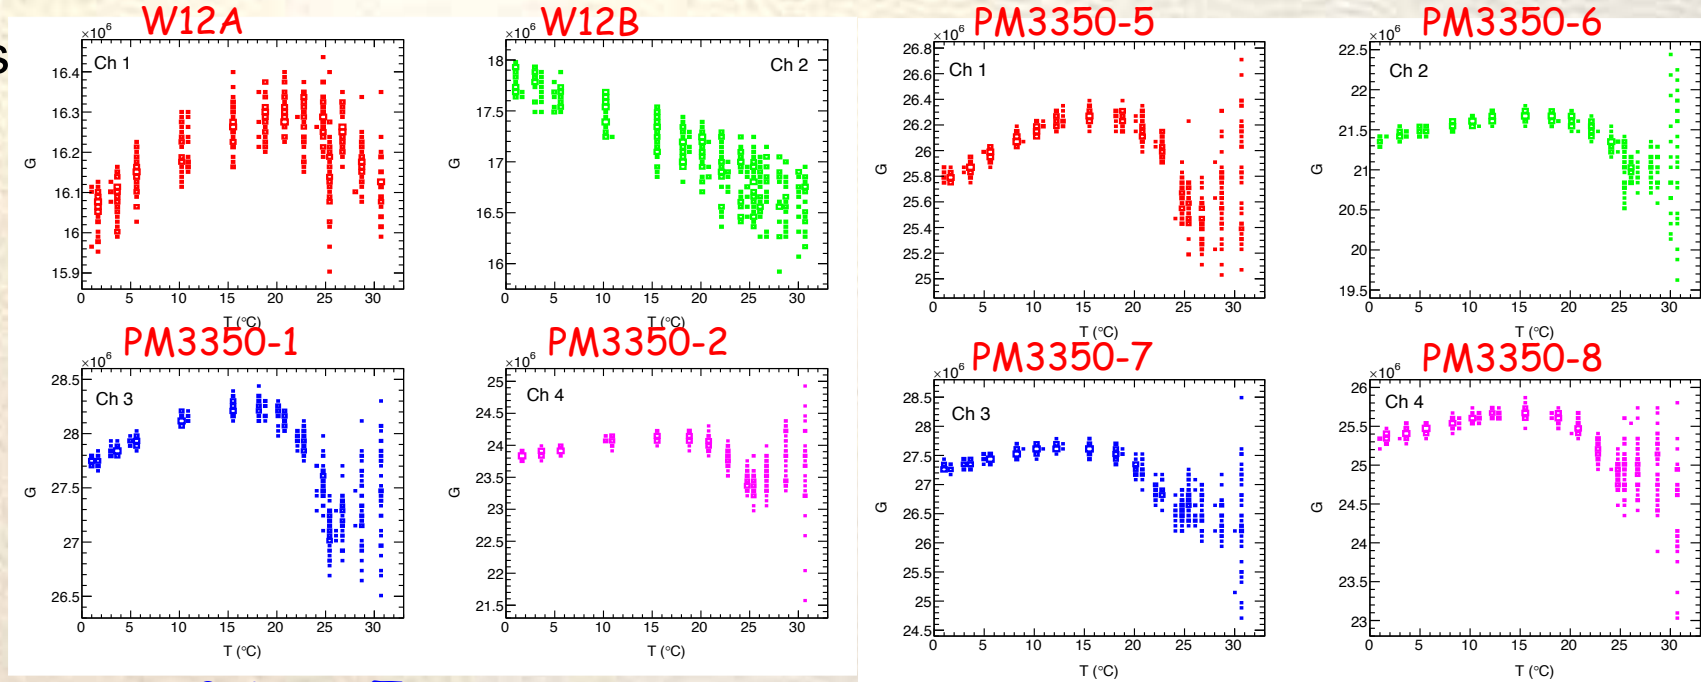 s
W12A
×10⁶
Ch 1
16.4
16.3
16.2
16.1
16
15.9
G
0 5 10 15 20 25 30
T (°C)
W12B
×10⁶
Ch 2
18
17.5
17
16.5
16
G
0 5 10 15 20 25 30
T (°C)
PM3350-5
×10⁶
Ch 1
26.8
26.6
26.4
26.2
26
25.8
25.6
25.4
25.2
25
G
0 5 10 15 20 25 30
T (°C)
PM3350-6
×10⁶
Ch 2
22.5
22
21.5
21
20.5
20
19.5
G
0 5 10 15 20 25 30
T (°C)
PM3350-1
×10⁶
Ch 3
28.5
28
27.5
27
26.5
G
0 5 10 15 20 25 30
T (°C)
PM3350-2
×10⁶
Ch 4
25
24.5
24
23.5
23
22.5
22
21.5
G
0 5 10 15 20 25 30
T (°C)
PM3350-7
×10⁶
Ch 3
28.5
28
27.5
27
26.5
26
25.5
25
24.5
G
0 5 10 15 20 25 30
T (°C)
PM3350-8
×10⁶
Ch 4
26
25.5
25
24.5
24
23.5
23
G
0 5 10 15 20 25 30
T (°C)